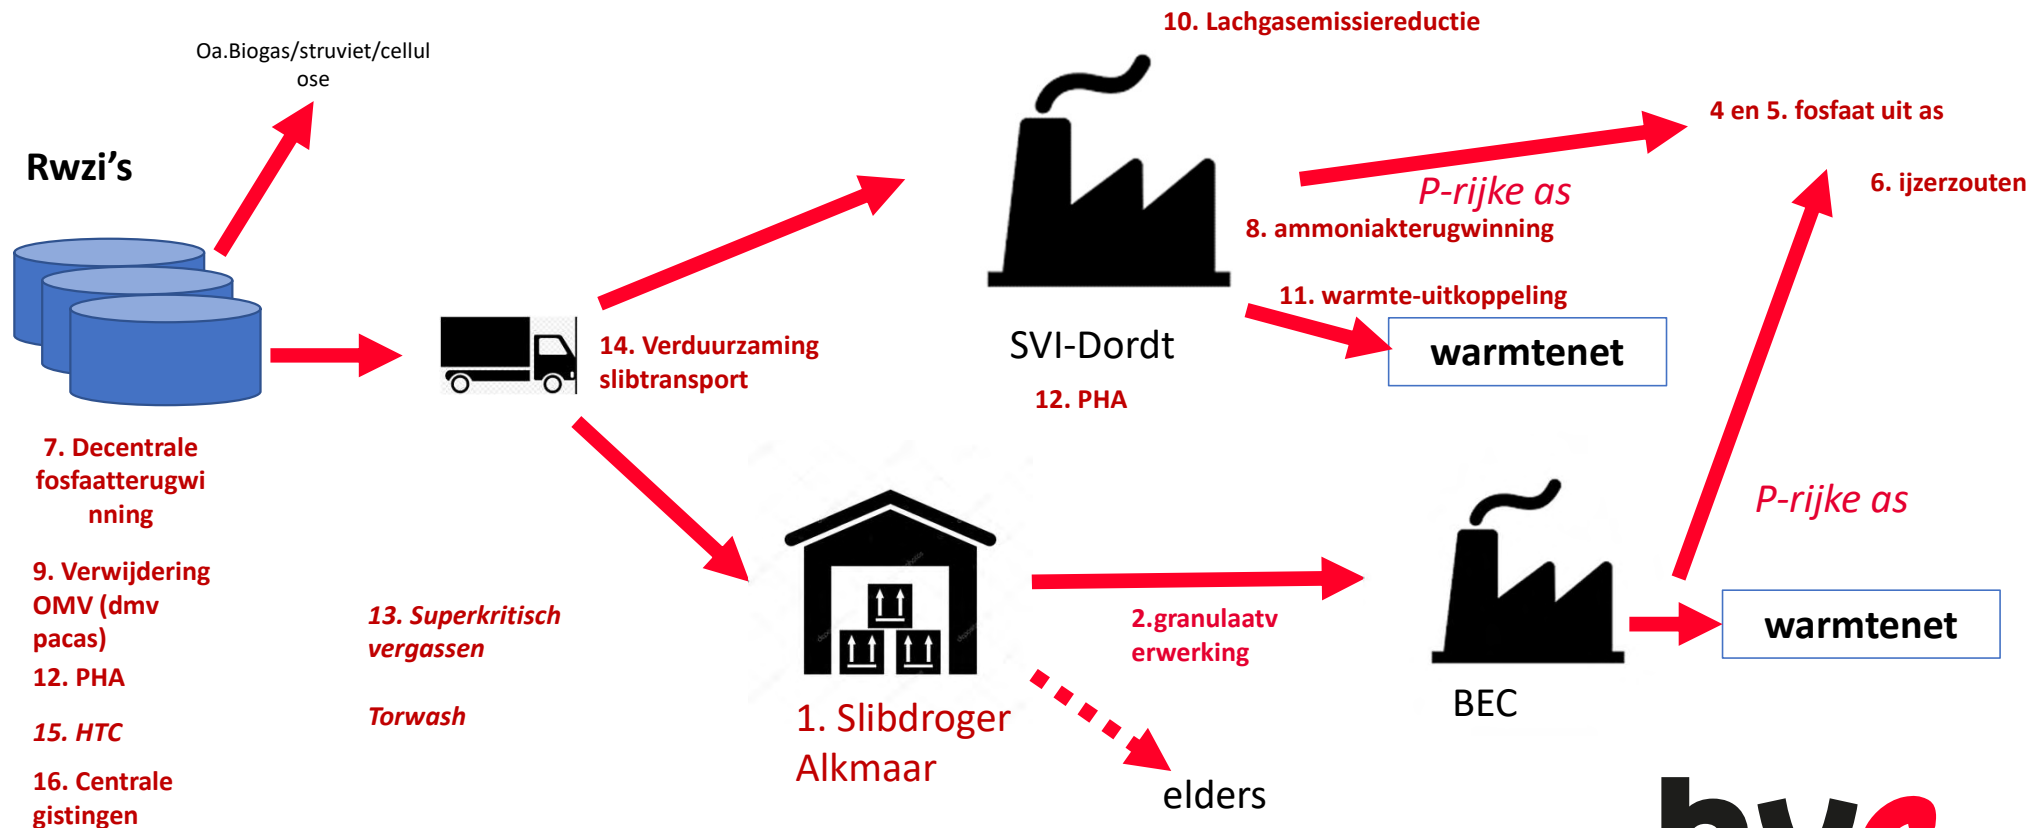 10. Lachgasemissiereductie
Oa.Biogas/struviet/cellul
ose
4 en 5. fosfaat uit as
Rwzi's
6. ijzerzouten
P-rijke as
8. ammoniakterugwinning
11. warmte-uitkoppeling
14. Verduurzaming
slibtransport
SVI-Dordt
warmtenet
12. PHA
7. Decentrale
fosfaatterugwi
nning
P-rijke as
9. Verwijdering
OMV (dmv
pacas)
13. Superkritisch
vergassen
2.granulaatv
erwerking
warmtenet
12. PHA
Torwash
1. Slibdroger
Alkmaar
BEC
15. HTC
16. Centrale
gistingen
elders
hvc